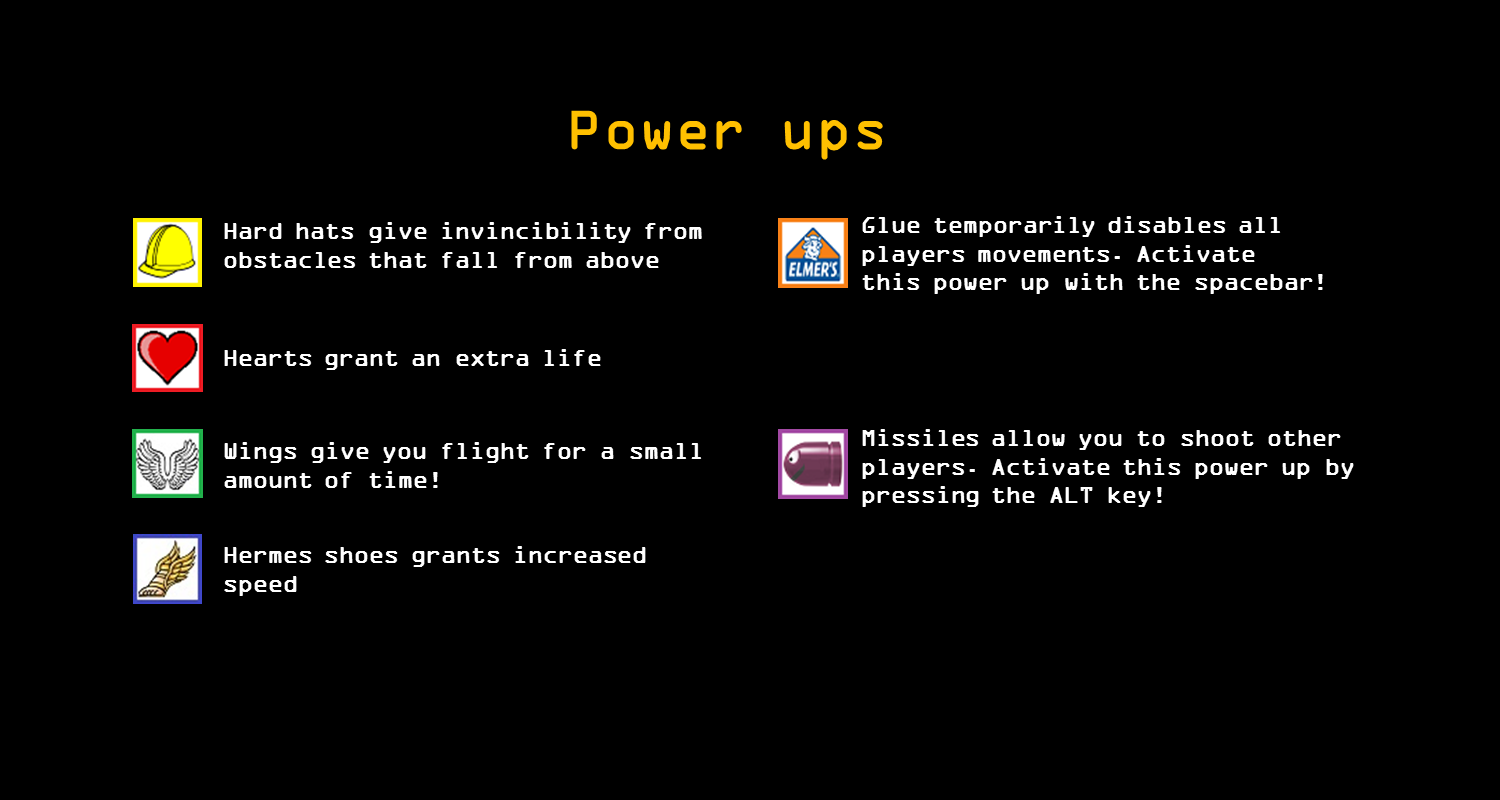 Power ups
Hard hats give invincibility from
obstacles that fall from above
Hearts grant an extra life
Wings give you flight for a small
amount of time!
Hermes shoes grants increased
speed
ELMER'S
Glue temporarily disables all
players movements. Activate
this power up with the spacebar!
Missiles allow you to shoot other
players. Activate this power up by
pressing the ALT key!